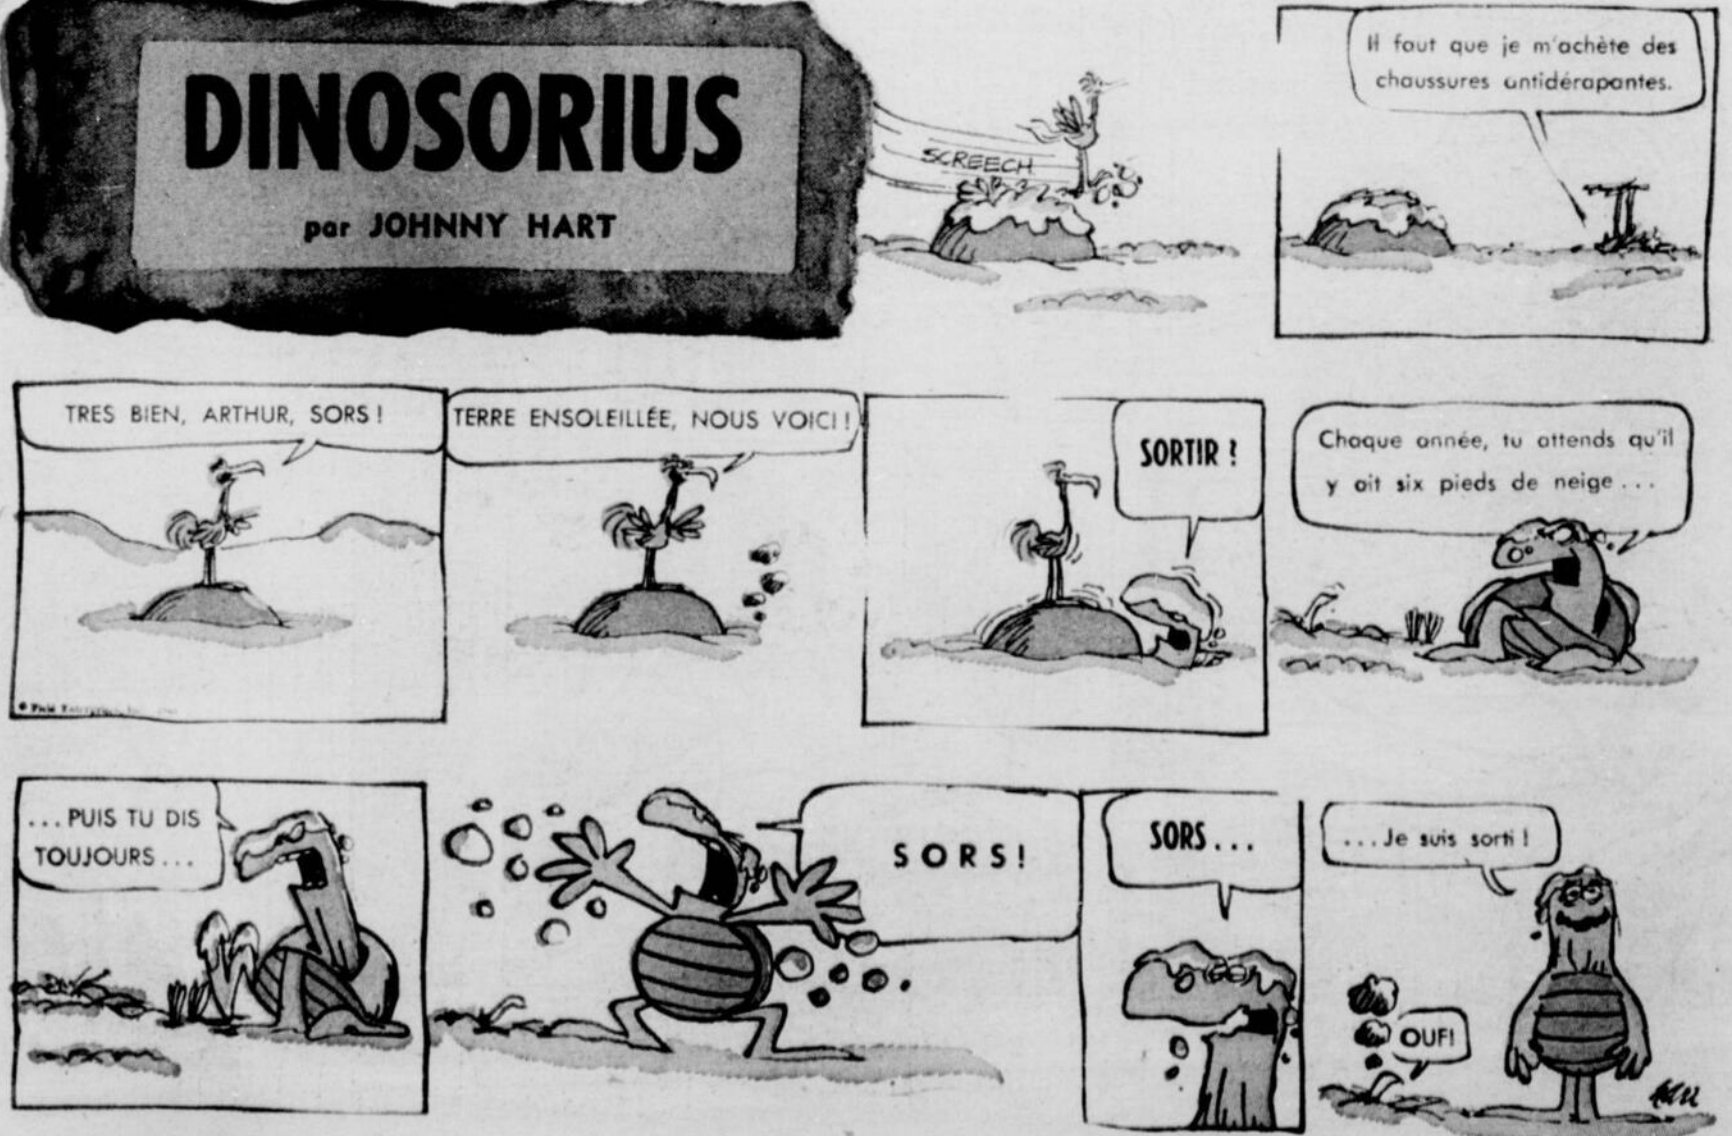 DINOSORIUS
par JOHNNY HART
SCREECH
Il faut que je m'achète des
chaussures antidérapantes.
TRES BIEN, ARTHUR, SORS !
TERRE ENSOLEILLÉE, NOUS VOICI !
SORTIR ?
Chaque année, tu attends qu'il
y ait six pieds de neige . . .
. . . PUIS TU DIS
TOUJOURS . . .
SORS!
SORS . . .
. . . Je suis sorti !
OUF!